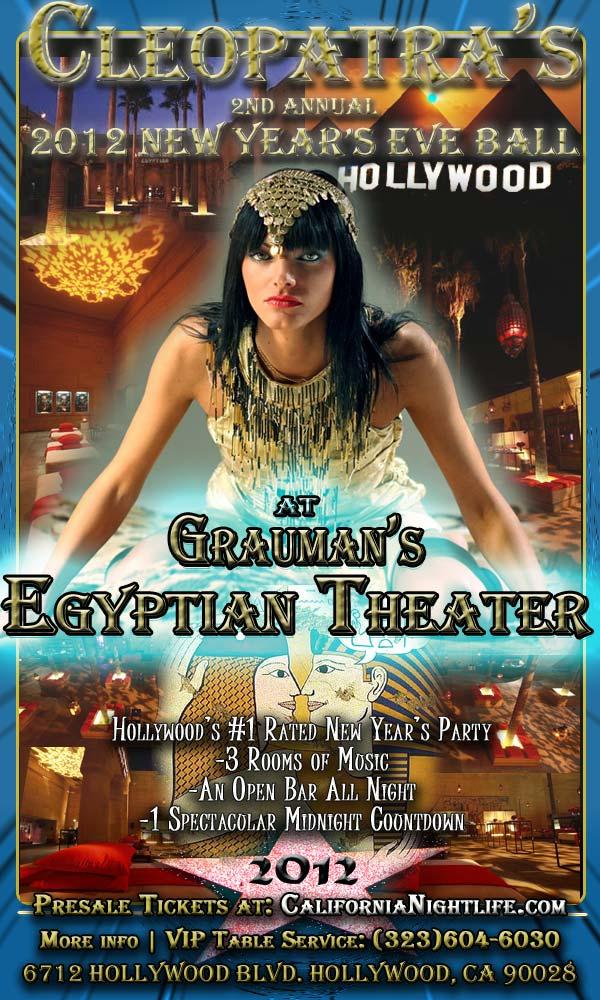 Cleopatra's
2nd Annual
2012 New Year's Eve Ball
HOLLYWOOD
EGYPTIAN
at
Grauman's
Egyptian Theater
Hollywood's #1 Rated New Year's Party
-3 Rooms of Music
-An Open Bar All Night
-1 Spectacular Midnight Countdown
2012
Presale Tickets at: CaliforniaNightlife.com
More info | VIP Table Service: (323)604-6030
6712 Hollywood Blvd. Hollywood, CA 90028